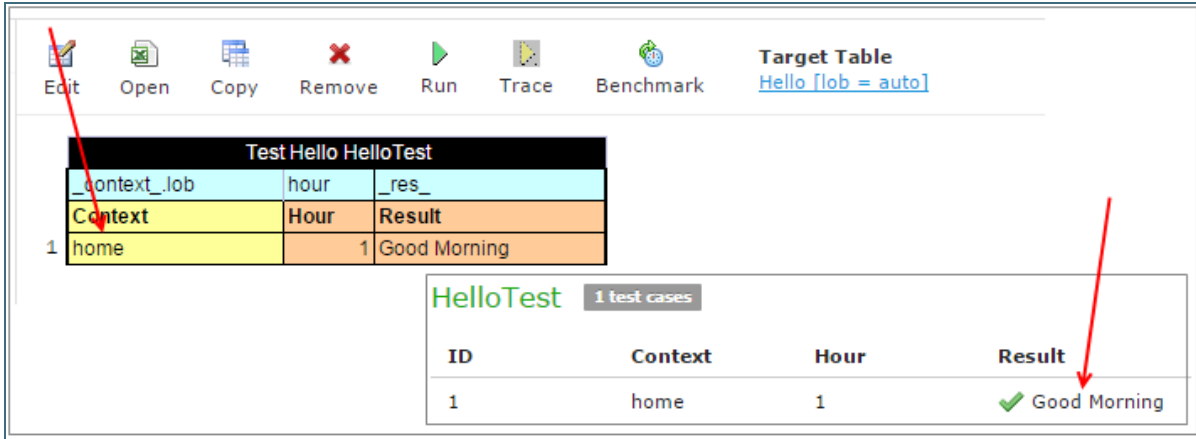 Edit Open Copy Remove Run Trace Benchmark
Target Table
Hello [lob = auto]
Test Hello HelloTest
_context_.lob hour _res_
Context Hour Result
1 home 1 Good Morning
HelloTest 1 test cases
ID Context Hour Result
1 home 1 Good Morning